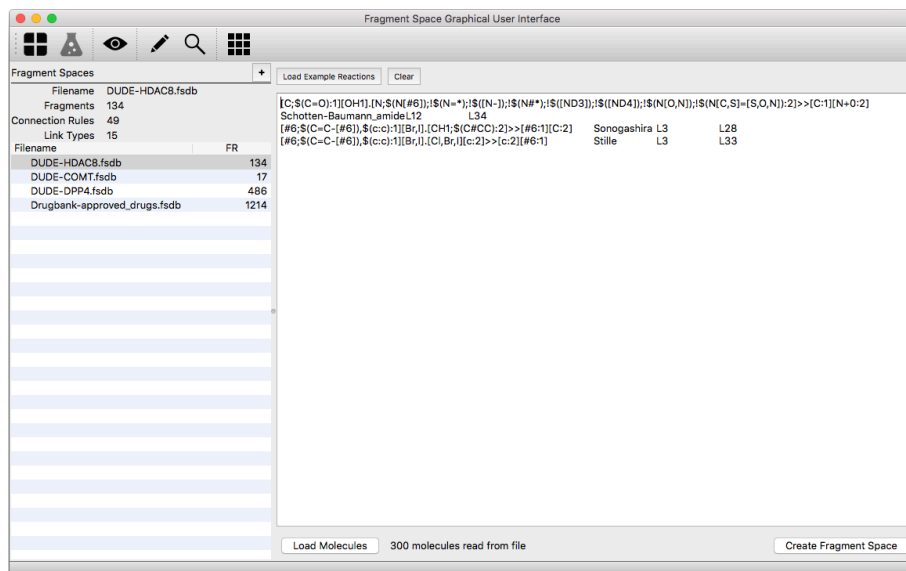 Fragment Space Graphical User Interface
Fragment Spaces +
Filename DUDE-HDAC8.fsdb
Fragments 134
Connection Rules 49
Link Types 15
Filename FR
DUDE-HDAC8.fsdb 134
DUDE-COMT.fsdb 17
DUDE-DPP4.fsdb 486
Drugbank-approved_drugs.fsdb 1214
Load Example Reactions Clear
[C;$(C=O):1][OH1].[N;$(N[#6]);!$(N=*);!$([N-]);!$(N#*);!$([ND3]);!$([ND4]);!$(N[O,N]);!$(N[C,S]=[S,O,N]):2]>>[C:1][N+0:2]
Schotten-Baumann_amideL12 L34
[#6;$(C=C-[#6]),$(c:c):1][Br,I].[CH1;$(C#CC):2]>>[#6:1][C:2] Sonogashira L3 L28
[#6;$(C=C-[#6]),$(c:c):1][Br,I].[Cl,Br,I][c:2]>>[c:2][#6:1] Stille L3 L33
Load Molecules 300 molecules read from file Create Fragment Space